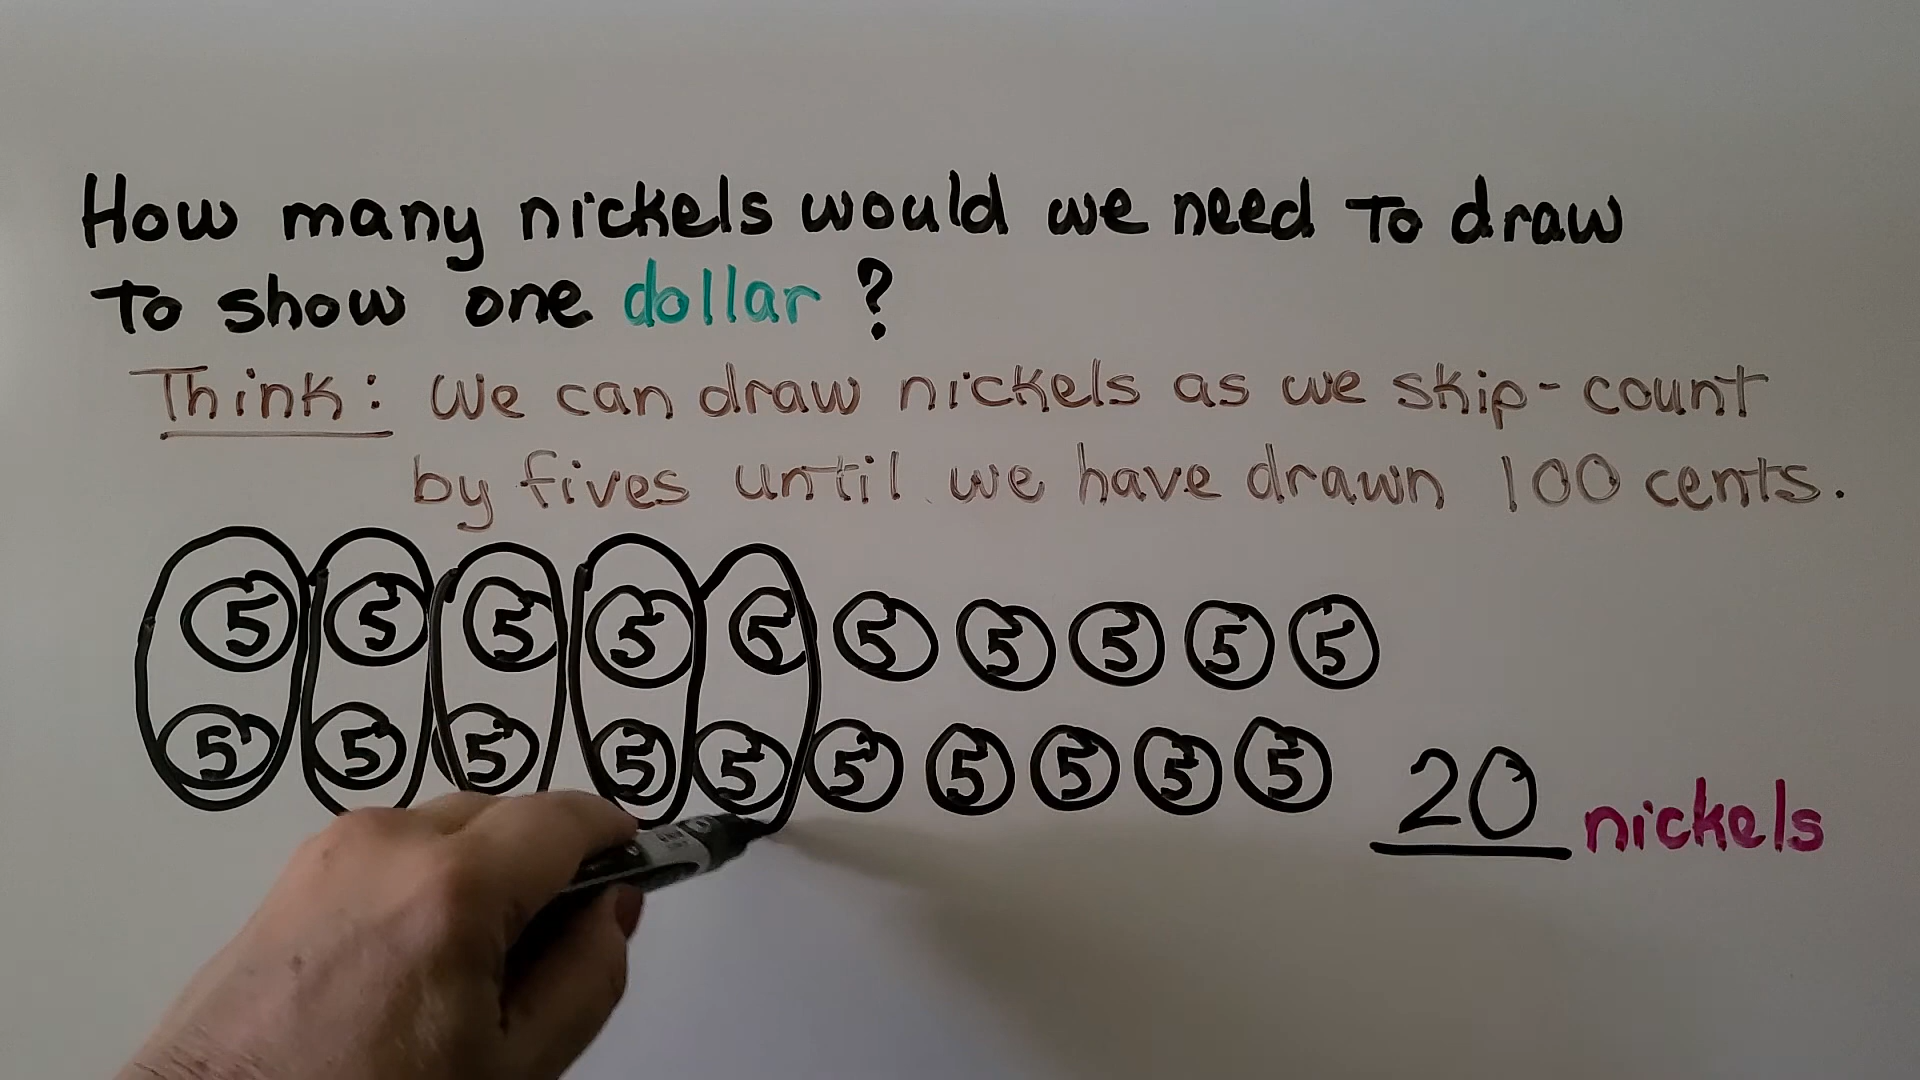 How many nickels would we need to draw
to show one dollar?
Think: We can draw nickels as we skip-count
by fives until we have drawn 100 cents.
5 5 5 5 5 5 5 5 5 5
5 5 5 5 5 5 5 5 5 5
20 nickels